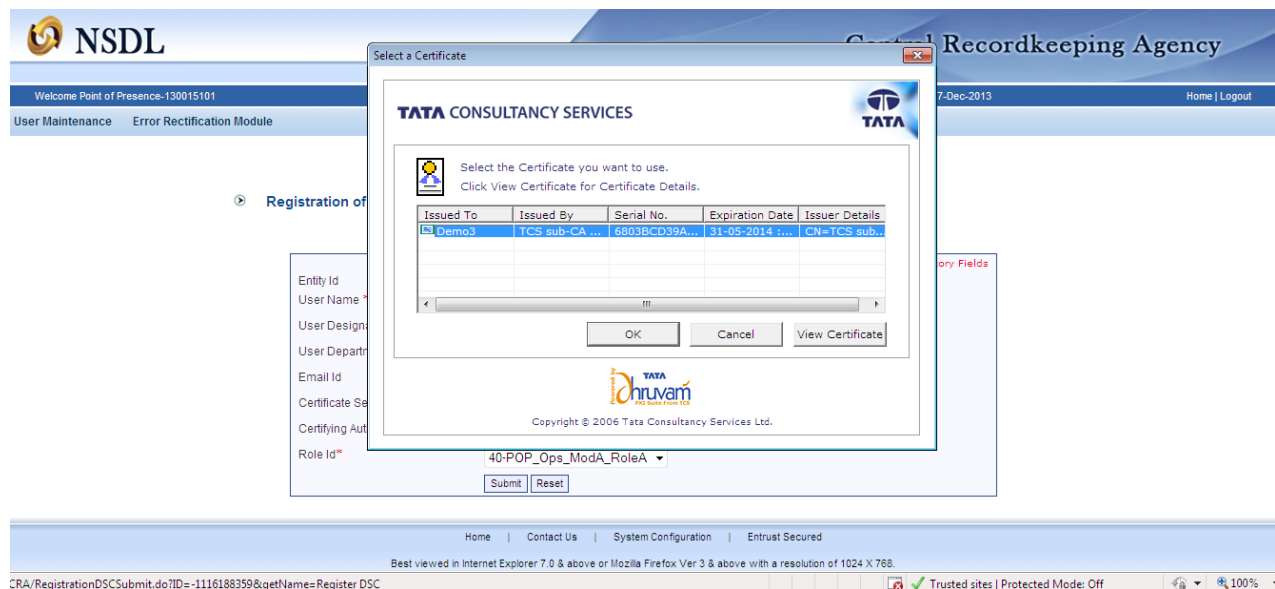 NSDL
Central Recordkeeping Agency
Select a Certificate
Welcome Point of Presence-130015101
7-Dec-2013
Home | Logout
User Maintenance Error Rectification Module
TATA CONSULTANCY SERVICES
TATA
Select the Certificate you want to use.
Click View Certificate for Certificate Details.
Registration of
Issued To Issued By Serial No. Expiration Date Issuer Details
Demo3 TCS sub-CA ... 6803BCD39A... 31-05-2014 :... CN=TCS sub...
ory Fields
Entity Id
User Name *
User Designa
User Departm
OK Cancel View Certificate
Email Id
Powered by TATA
Dhruvam
PKI Suite From TCS
Certificate Se
Copyright © 2006 Tata Consultancy Services Ltd.
Certifying Aut
Role Id*
40-POP_Ops_ModA_RoleA
Submit Reset
Home | Contact Us | System Configuration | Entrust Secured
Best viewed in Internet Explorer 7.0 & above or Mozilla Firefox Ver 3 & above with a resolution of 1024 X 768.
CRA/RegistrationDSCSubmit.do?ID=-1116188359&getName=Register DSC
Trusted sites | Protected Mode: Off
100%